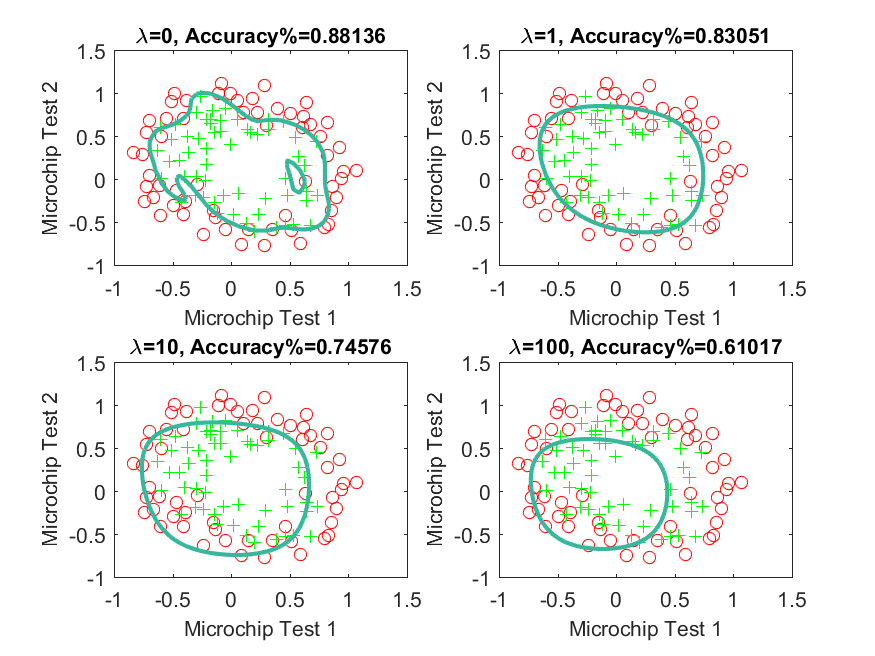 λ=0, Accuracy%=0.88136
1.5
1
0.5
0
-0.5
-1
Microchip Test 2
-1 -0.5 0 0.5 1 1.5
Microchip Test 1
λ=1, Accuracy%=0.83051
1.5
1
0.5
0
-0.5
-1
Microchip Test 2
-1 -0.5 0 0.5 1 1.5
Microchip Test 1
λ=10, Accuracy%=0.74576
1.5
1
0.5
0
-0.5
-1
Microchip Test 2
-1 -0.5 0 0.5 1 1.5
Microchip Test 1
λ=100, Accuracy%=0.61017
1.5
1
0.5
0
-0.5
-1
Microchip Test 2
-1 -0.5 0 0.5 1 1.5
Microchip Test 1